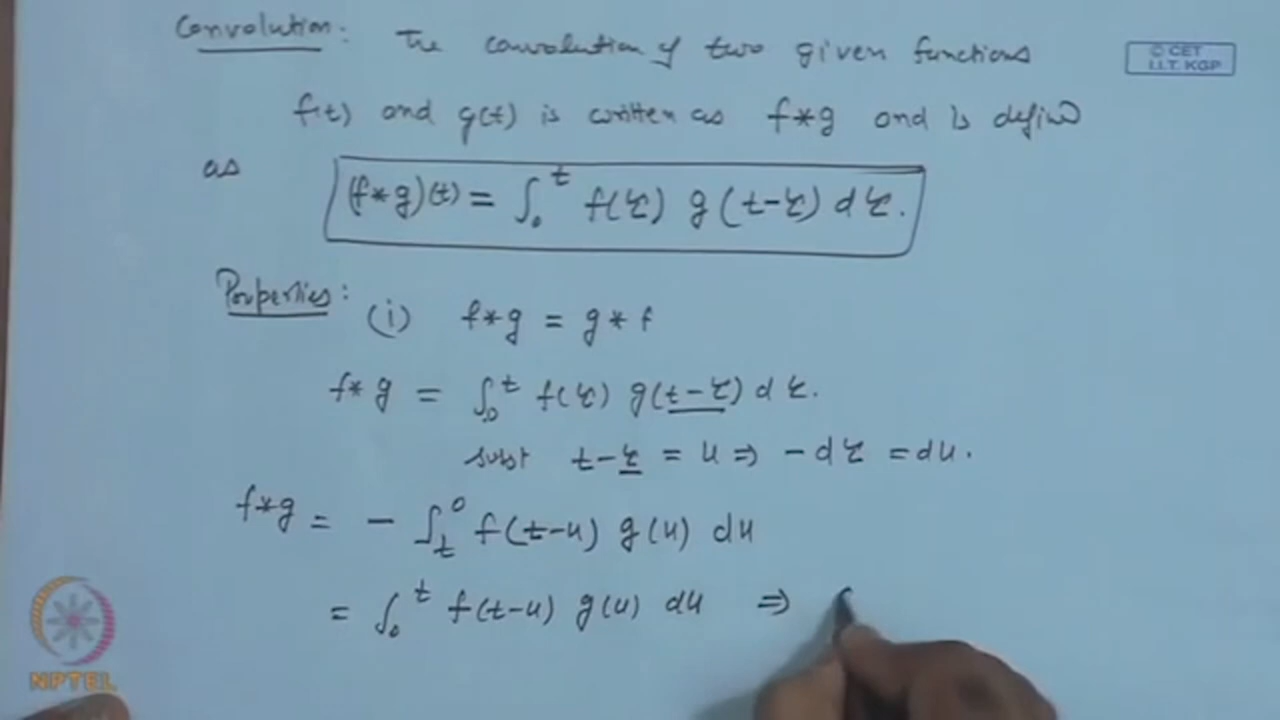 Convolution: The convolution of two given functions
© CET
I.I.T. KGP
f(t) and g(t) is written as f*g and is defined
as (f*g)(t) = ∫₀ᵗ f(τ) g(t-τ) dτ.
Properties: (i) f*g = g*f
f*g = ∫₀ᵗ f(τ) g(t-τ) dτ.
subst t-τ = u ⇒ -dτ = du.
f*g = - ∫ₜ⁰ f(t-u) g(u) du
= ∫₀ᵗ f(t-u) g(u) du ⇒
NPTEL